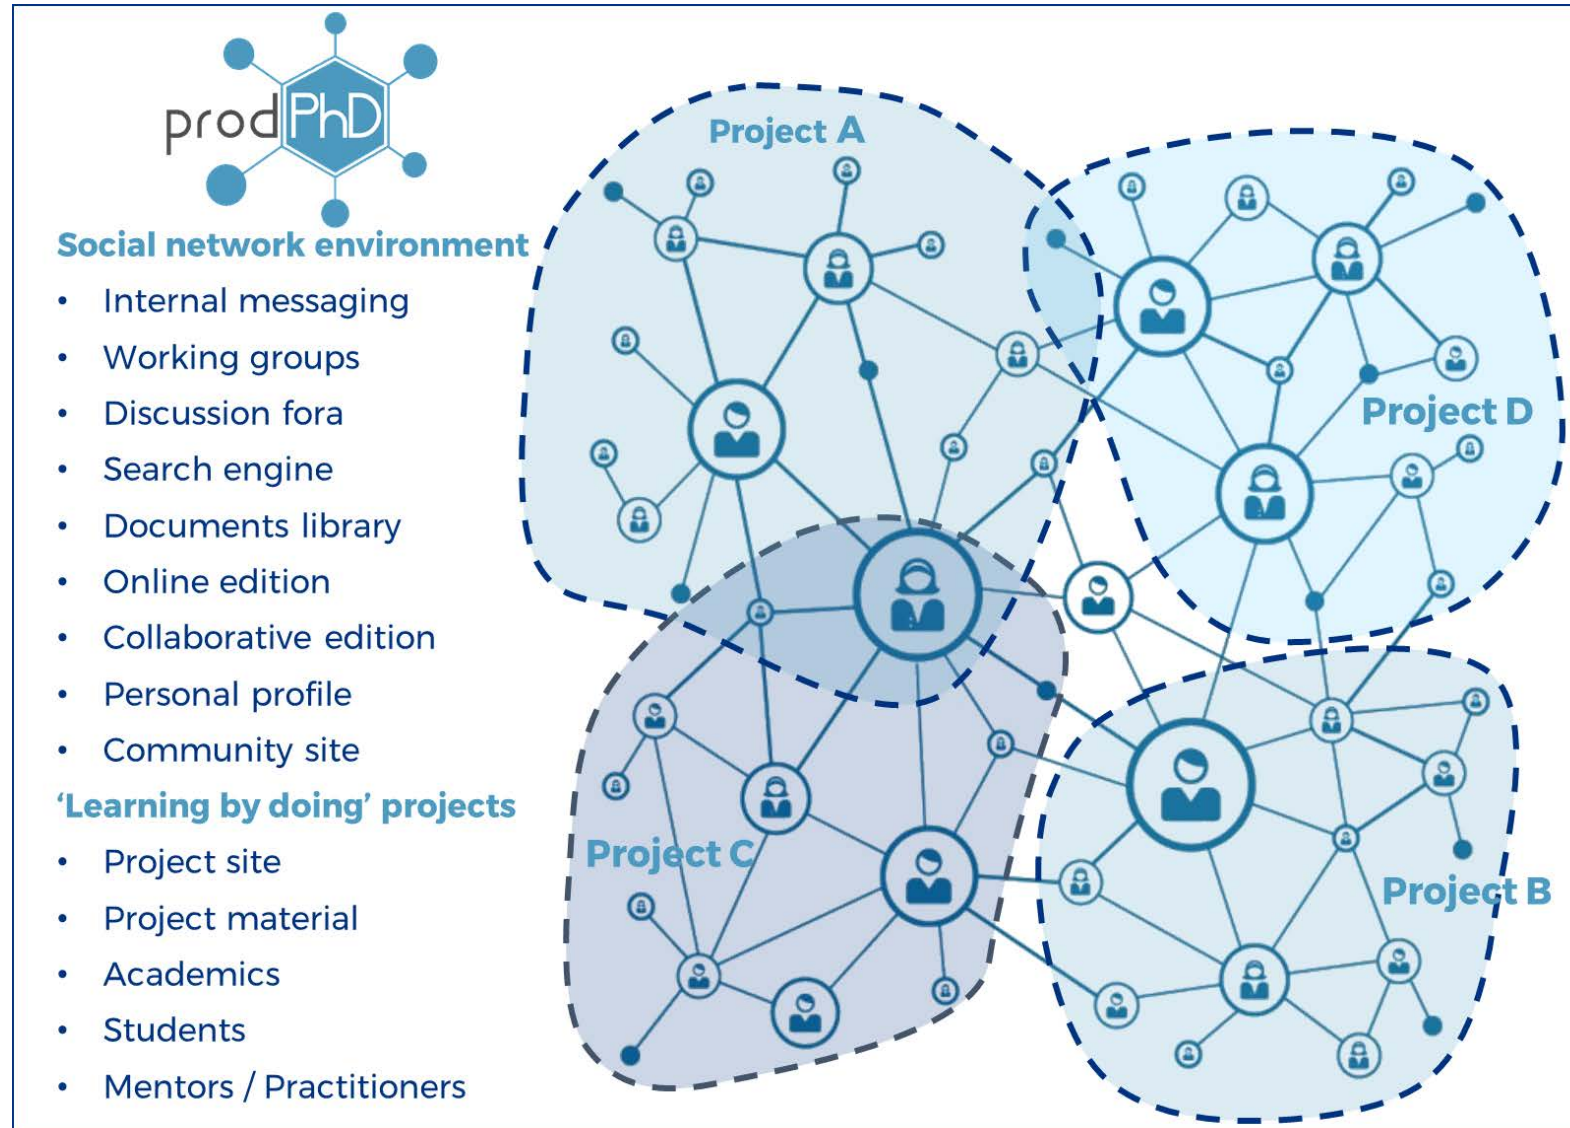 prodPhD
Social network environment
• Internal messaging
• Working groups
• Discussion fora
• Search engine
• Documents library
• Online edition
• Collaborative edition
• Personal profile
• Community site
‘Learning by doing’ projects
• Project site
• Project material
• Academics
• Students
• Mentors / Practitioners
Project A
Project D
Project C
Project B